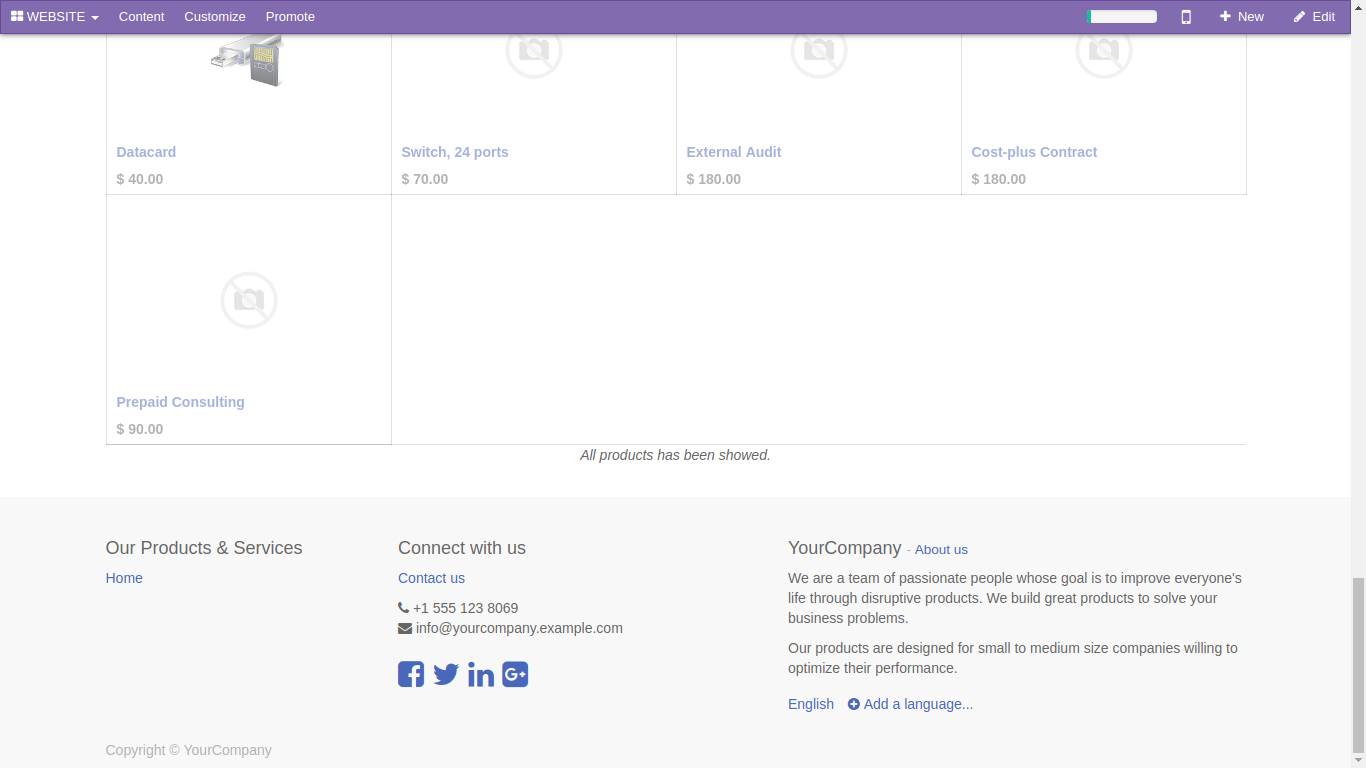 WEBSITE Content Customize Promote New Edit
Datacard Switch, 24 ports External Audit Cost-plus Contract
$ 40.00 $ 70.00 $ 180.00 $ 180.00
Prepaid Consulting
$ 90.00
All products has been showed.
Our Products & Services
Home
Connect with us
Contact us
+1 555 123 8069
info@yourcompany.example.com
YourCompany - About us
We are a team of passionate people whose goal is to improve everyone's
life through disruptive products. We build great products to solve your
business problems.
Our products are designed for small to medium size companies willing to
optimize their performance.
English Add a language...
Copyright © YourCompany